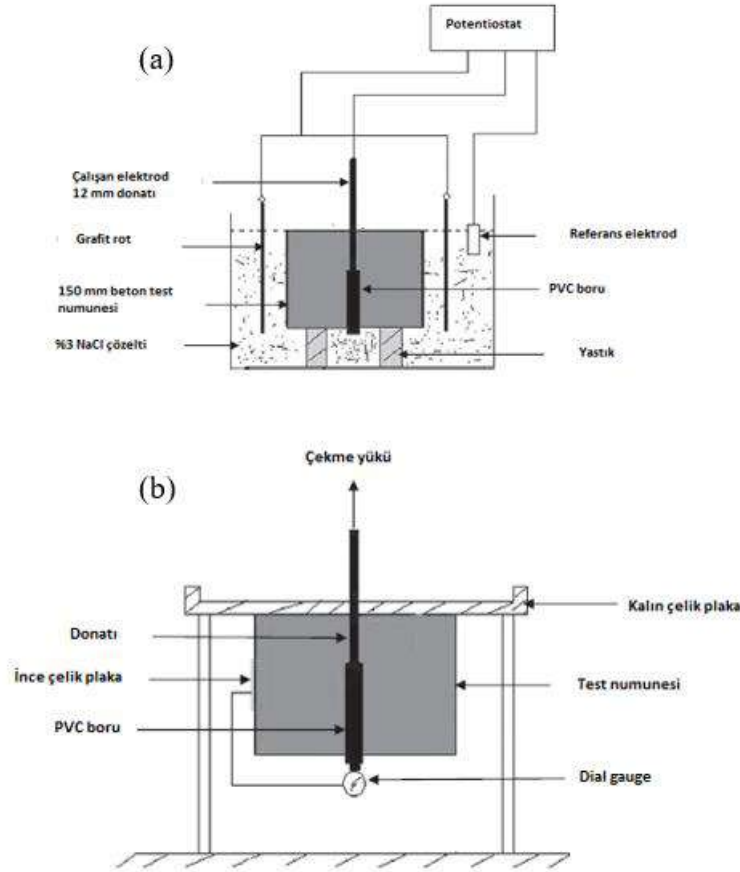 Potentiostat
(a)
Çalışan elektrod
12 mm donatı
Grafit rot
Referans elektrod
150 mm beton test
numunesi
PVC boru
%3 NaCl çözelti
Yastık
Çekme yükü
(b)
Kalın çelik plaka
Donatı
İnce çelik plaka
Test numunesi
PVC boru
Dial gauge